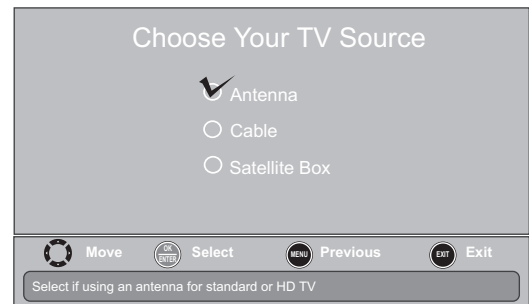 Choose Your TV Source
Antenna
Cable
Satellite Box
Move OK ENTER Select MENU Previous EXIT Exit
Select if using an antenna for standard or HD TV